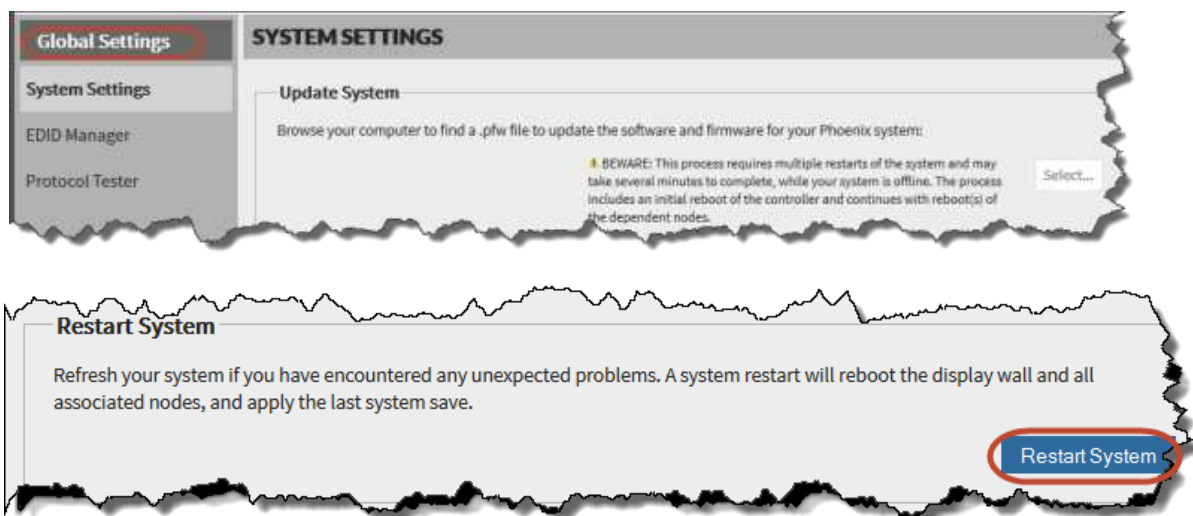 Global Settings
SYSTEM SETTINGS
System Settings
EDID Manager
Protocol Tester
Update System
Browse your computer to find a .pfw file to update the software and firmware for your Phoenix system:
BEWARE: This process requires multiple restarts of the system and may
take several minutes to complete, while your system is offline. The process
includes an initial reboot of the controller and continues with reboot(s) of
the dependent nodes.
Select...
Restart System
Refresh your system if you have encountered any unexpected problems. A system restart will reboot the display wall and all
associated nodes, and apply the last system save.
Restart System